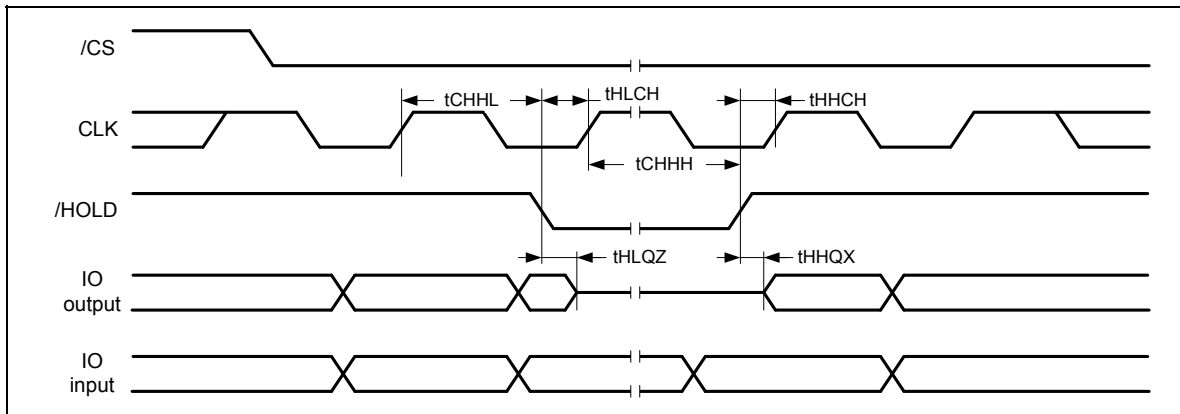 /CS
tCHHL
tHLCH
tHHCH
CLK
tCHHH
/HOLD
tHLQZ
tHHQX
IO
output
IO
input